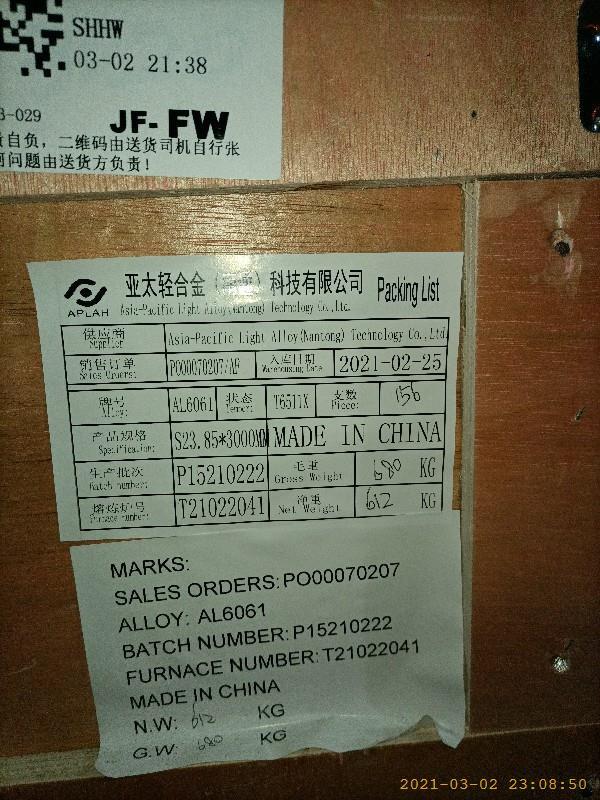 SHHW
03-02 21:38
3-029
JF-FW
自负，二维码由送货司机自行张
问题由送货方负责！
APLAH
亚太轻合金（南通）科技有限公司 Packing List
Asia-Pacific Light Alloy(Nantong) Technology Co.,Ltd.
供应商 Supplier Asia-Pacific Light Alloy(Nantong) Technology Co.,Ltd
销售订单 Sales Orders: PO00070207/AP 入库日期 Warehousing Date 2021-02-25
牌号 Alloy: AL6061 状态 Temer: T6511X 支数 Piece: 156
产品规格 Specification: S23.85*3000MM MADE IN CHINA
生产批次 Batch number: P15210222 毛重 Gross Weight 680 KG
熔炼炉号 Furnace number: T21022041 净重 Net Weight 612 KG
MARKS:
SALES ORDERS: PO00070207
ALLOY: AL6061
BATCH NUMBER: P15210222
FURNACE NUMBER: T21022041
MADE IN CHINA
N.W: 612 KG
G.W: 680 KG
2021-03-02 23:08:50